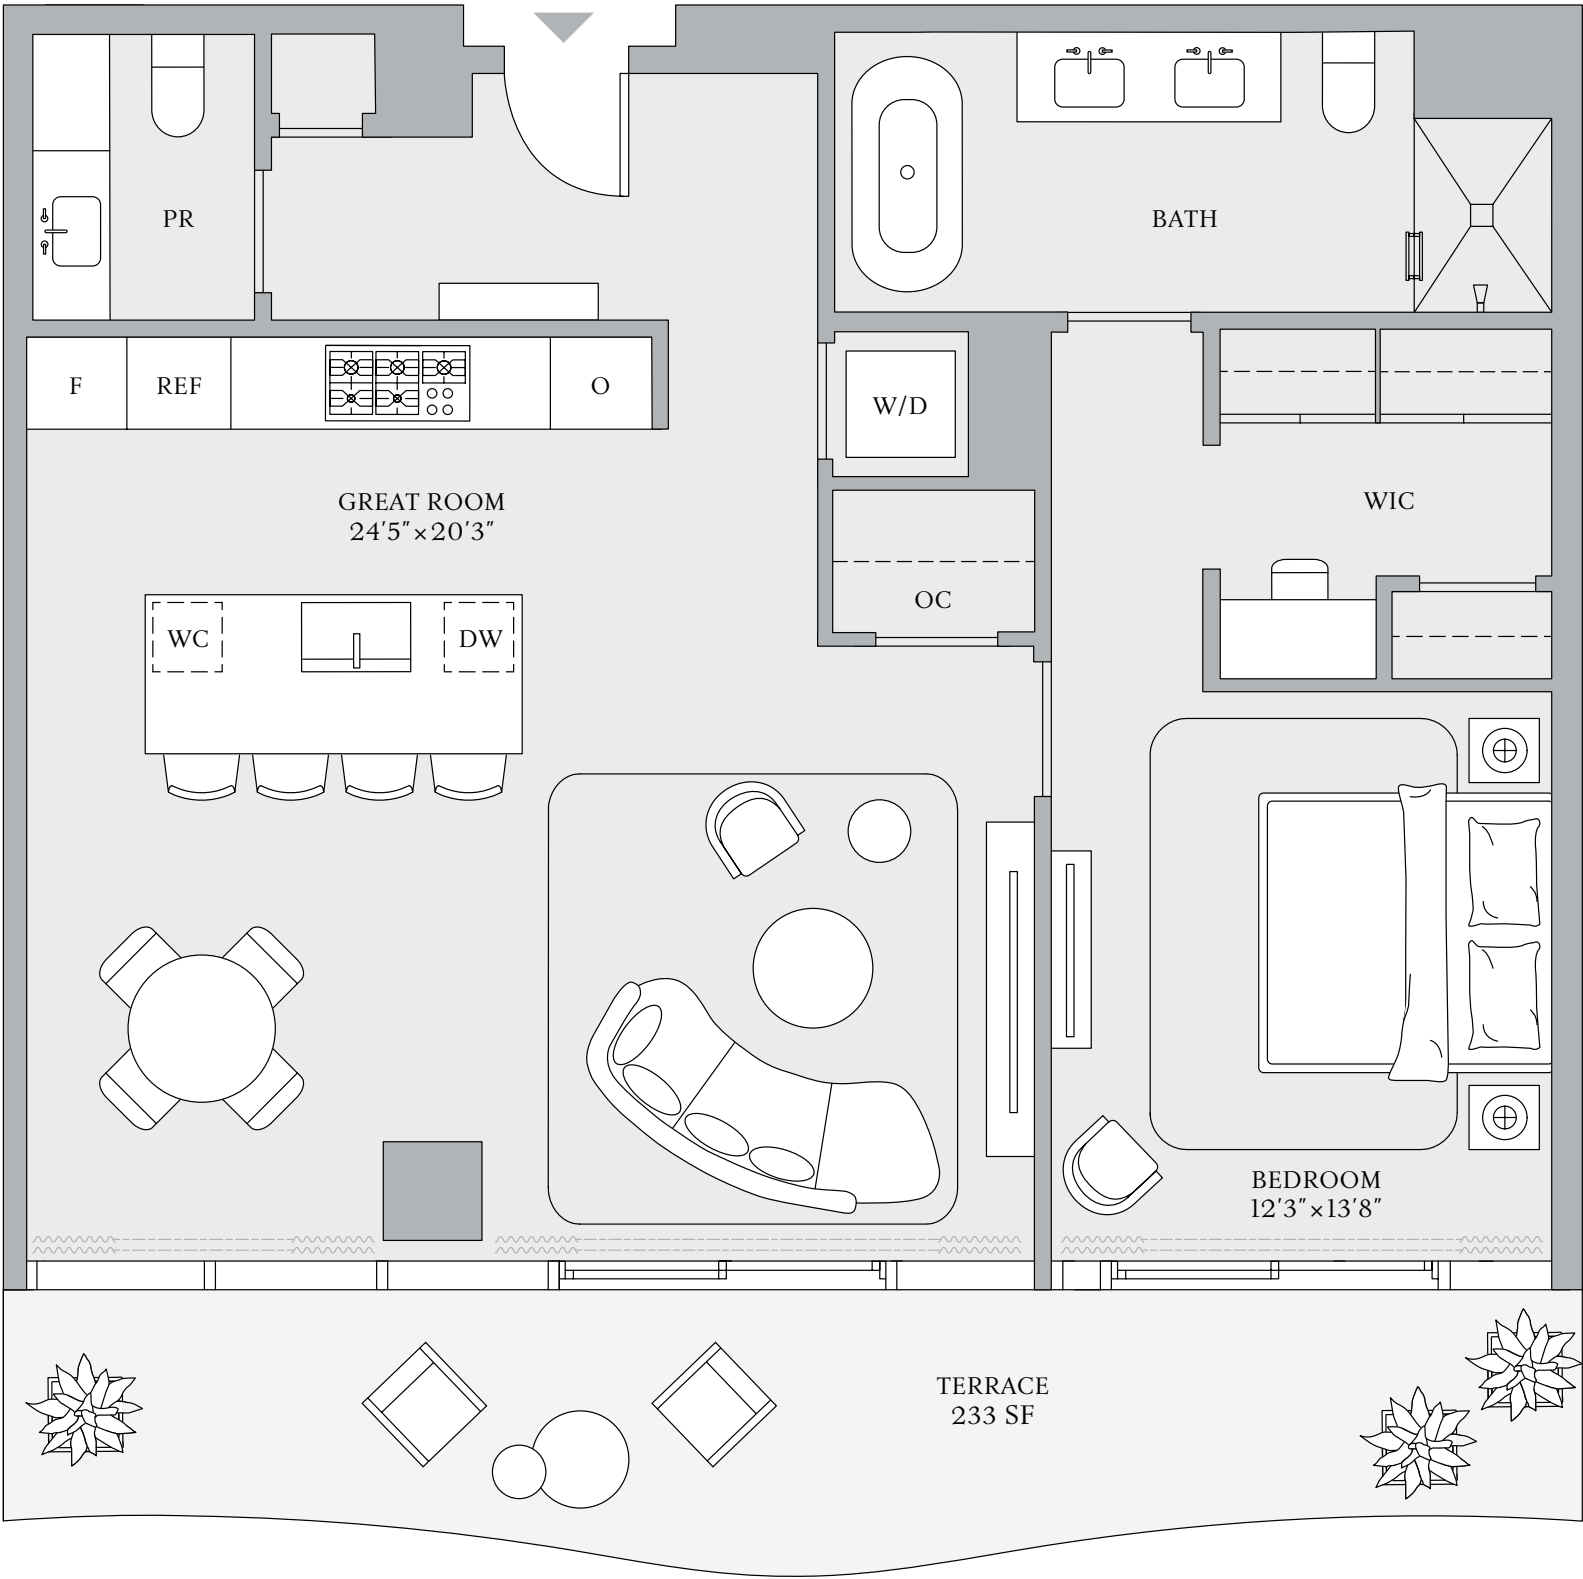 PR
BATH
F
REF
O
W/D
GREAT ROOM
24'5"×20'3"
WIC
OC
WC
DW
BEDROOM
12'3"×13'8"
TERRACE
233 SF